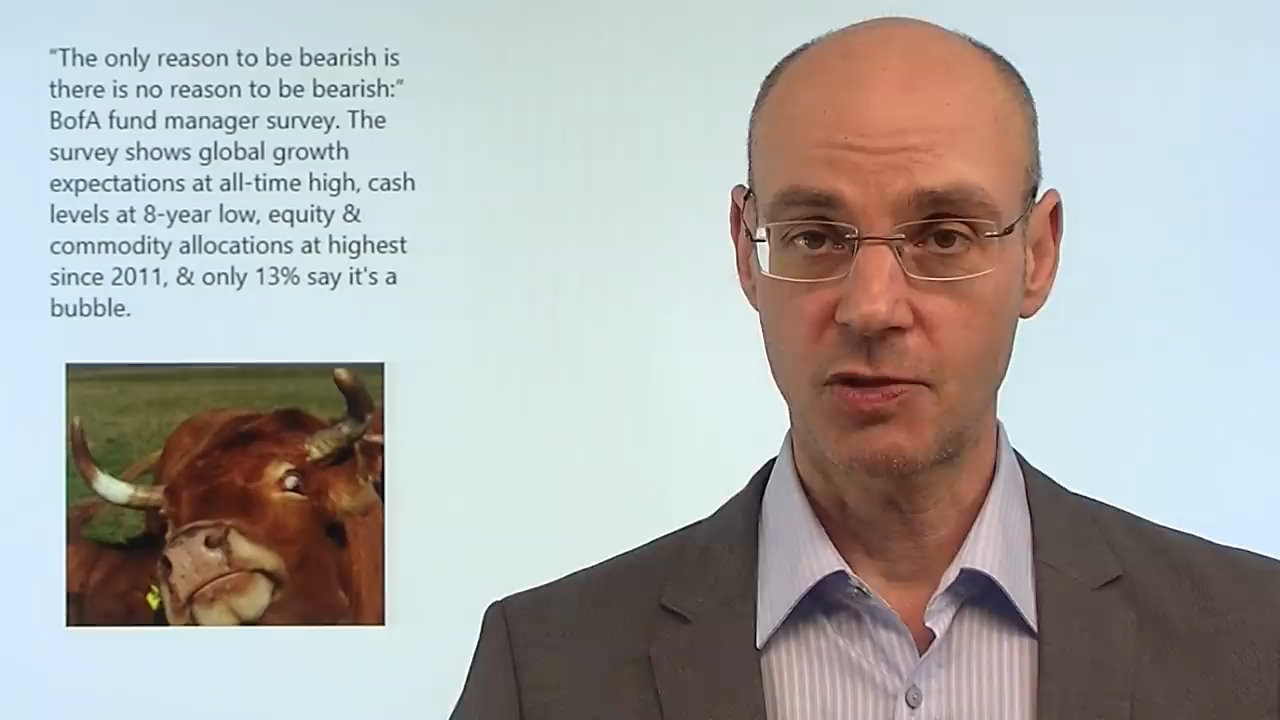 “The only reason to be bearish is
there is no reason to be bearish:”
BofA fund manager survey. The
survey shows global growth
expectations at all-time high, cash
levels at 8-year low, equity &
commodity allocations at highest
since 2011, & only 13% say it's a
bubble.